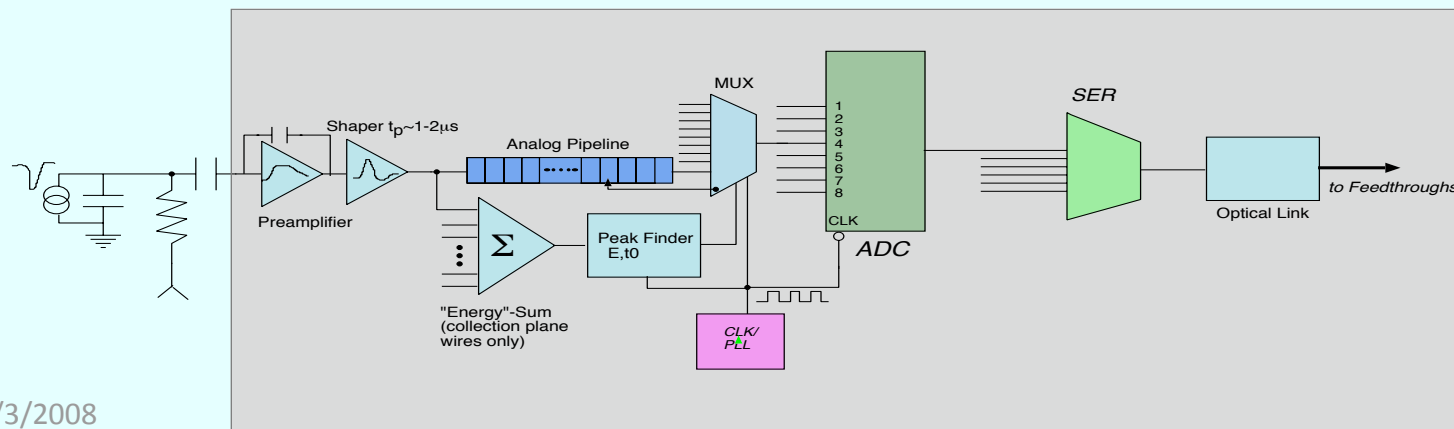 MUX
SER
Shaper tp~1-2μs
Analog Pipeline
1
2
3
4
5
6
7
8
CLK
ADC
Preamplifier
Σ
Peak Finder
E,t0
to Feedthroughs
Optical Link
"Energy"-Sum
(collection plane
wires only)
CLK/
PLL
/3/2008